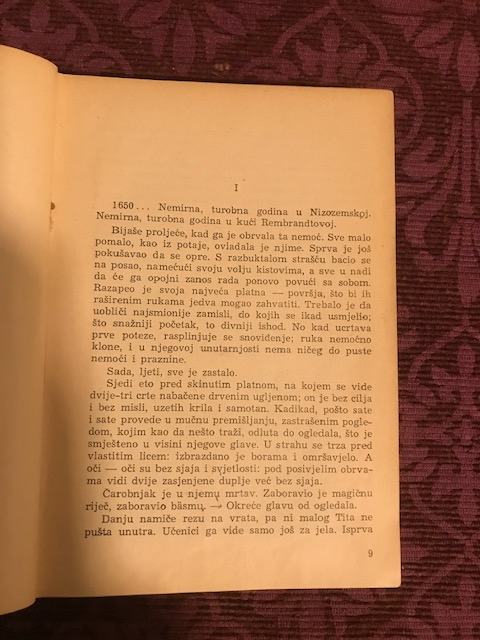 I
1650... Nemirna, turobna godina u Nizozemskoj.
Nemirna, turobna godina u kući Rembrandtovoj.
Bijaše proljeće, kad ga je obrvala ta nemoć. Sve malo
pomalo, kao iz potaje, ovladala je njime. Sprva je još
pokušavao da se opre. S razbuktalom strašću bacio se
na posao, namećući svoju volju kistovima, a sve u nadi
da će ga opojni zanos rada ponovo povući sa sobom.
Razapeo je svoja najveća platna — površja, što bi ih
raširenim rukama jedva mogao zahvatiti. Trebalo je da
uobliči najsmionije zamisli, do kojih se ikad usmjelio;
što snažniji početak, to divniji ishod. No kad ucrtava
prve poteze, rasplinjuje se snoviđenje; ruka nemoćno
klone, i u njegovoj unutarnosti nema ničeg do puste
nemoći i praznine.
Sada, ljeti, sve je zastalo.
Sjedi eto pred skinutim platnom, na kojem se vide
dvije-tri crte nabačene drvenim ugljenom; on je bez cilja
i bez misli, uzetih krila i samotan. Kadikad, pošto sate
i sate provede u mučnu premišljanju, zastrašenim pogle-
dom, kojim kao da nešto traži, odluta do ogledala, što je
smješteno u visini njegove glave. U strahu se trza pred
vlastitim licem: izbrazdano je borama i omršavjelo. A
oči — oči su bez sjaja i svjetlosti: pod posivjelim obrva-
ma vidi dvije zasjenjene duplje već bez sjaja.
Čarobnjak je u njemu mrtav. Zaboravio je magičnu
riječ, zaboravio bäsmu. — Okreće glavu od ogledala.
Danju namiče rezu na vrata, pa ni malog Tita ne
pušta unutra. Učenici ga vide samo još za jela. Isprva
9